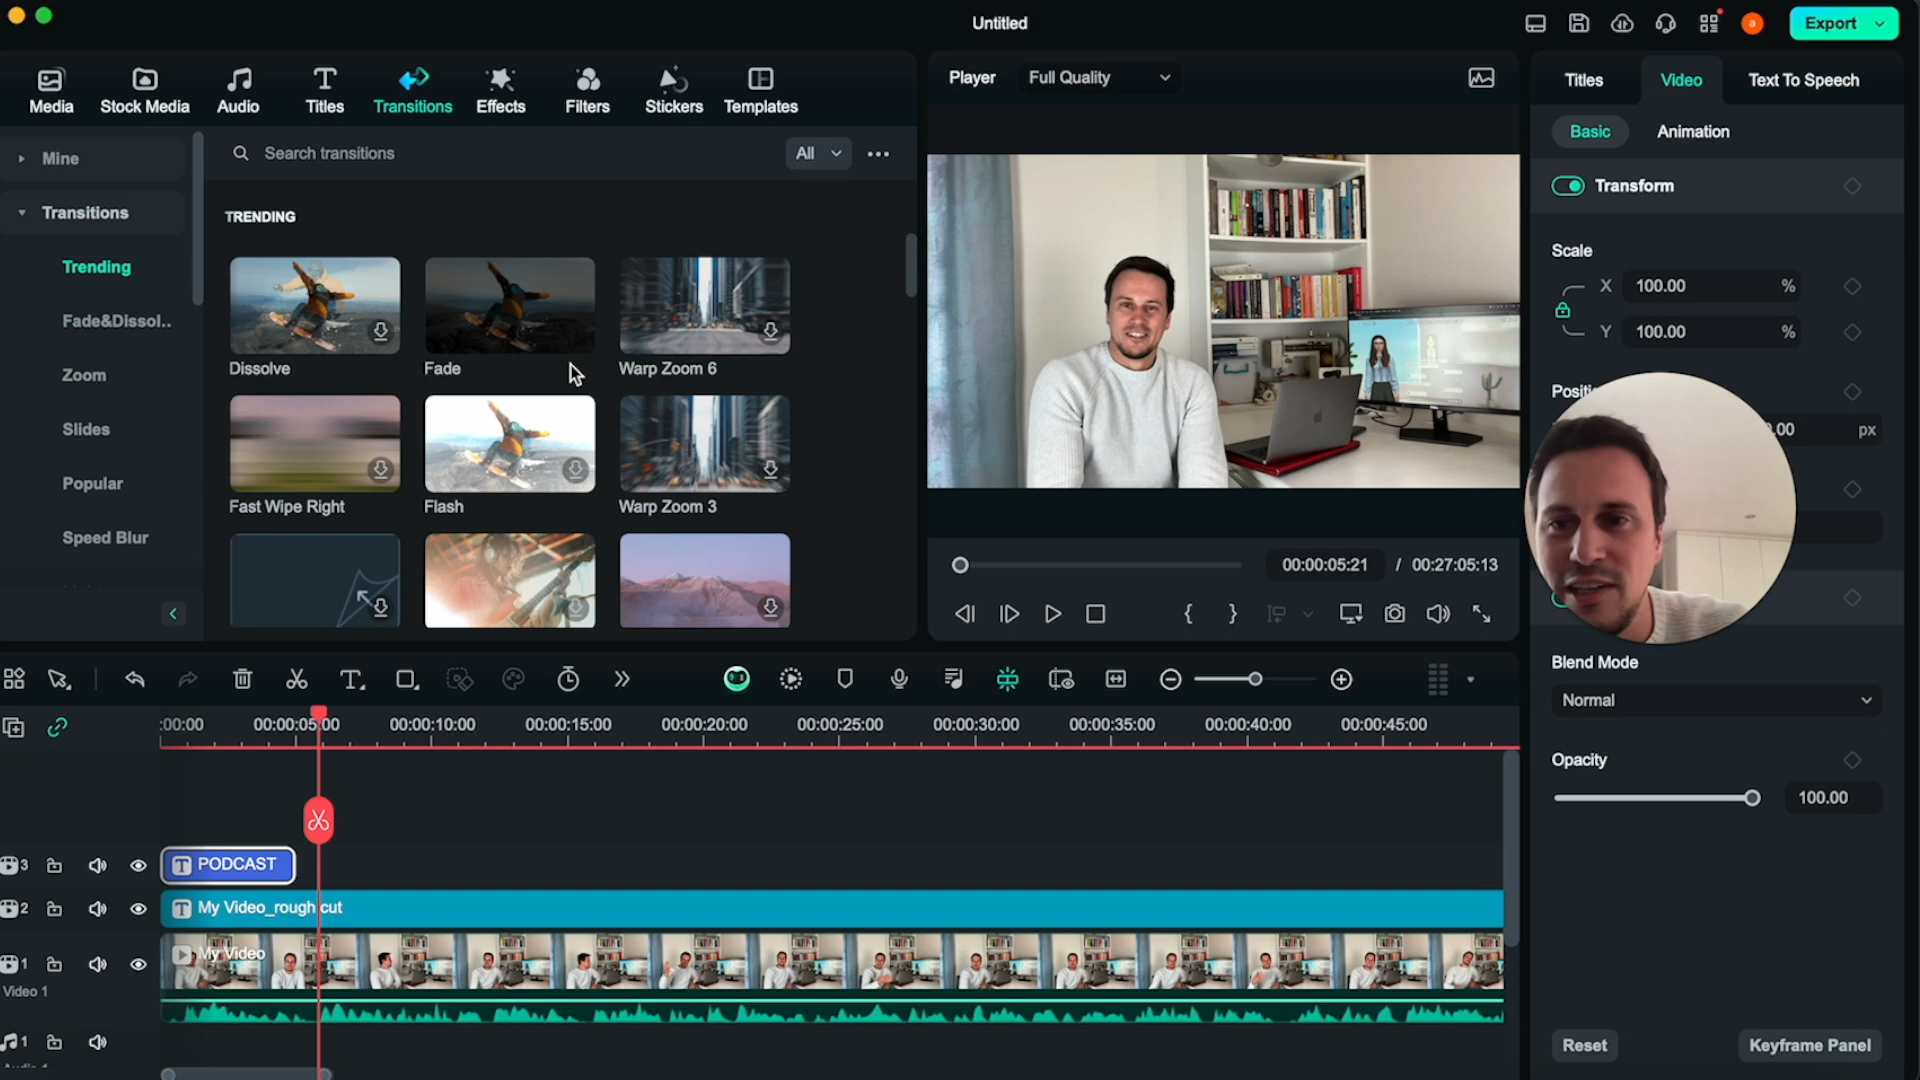 Untitled
a
Export
Media
Stock Media
Audio
Titles
Transitions
Effects
Filters
Stickers
Templates
Player
Full Quality
Titles
Video
Text To Speech
Basic
Animation
Mine
Transitions
Trending
Fade&Dissol..
Zoom
Slides
Popular
Speed Blur
Search transitions
All
TRENDING
Dissolve
Fade
Warp Zoom 6
Fast Wipe Right
Flash
Warp Zoom 3
00:00:05:21 / 00:27:05:13
Transform
Scale
X 100.00 %
Y 100.00 %
.00 px
Blend Mode
Normal
Opacity
100.00
:00:00
00:00:05:00
00:00:10:00
00:00:15:00
00:00:20:00
00:00:25:00
00:00:30:00
00:00:35:00
00:00:40:00
00:00:45:00
3
T PODCAST
2
T My Video_rough cut
1
My Video
Video 1
1
Reset
Keyframe Panel